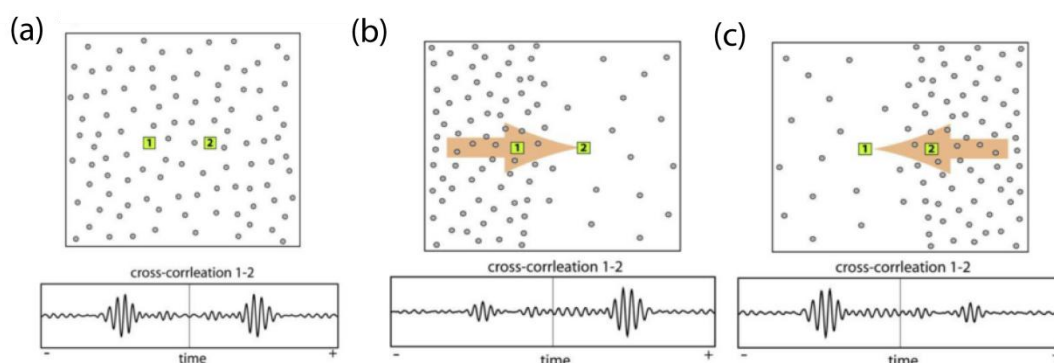 (a)
1
2
cross-corrleation 1-2
-
time
+
(b)
1
2
cross-corrleation 1-2
-
time
+
(c)
1
2
cross-corrleation 1-2
-
time
+